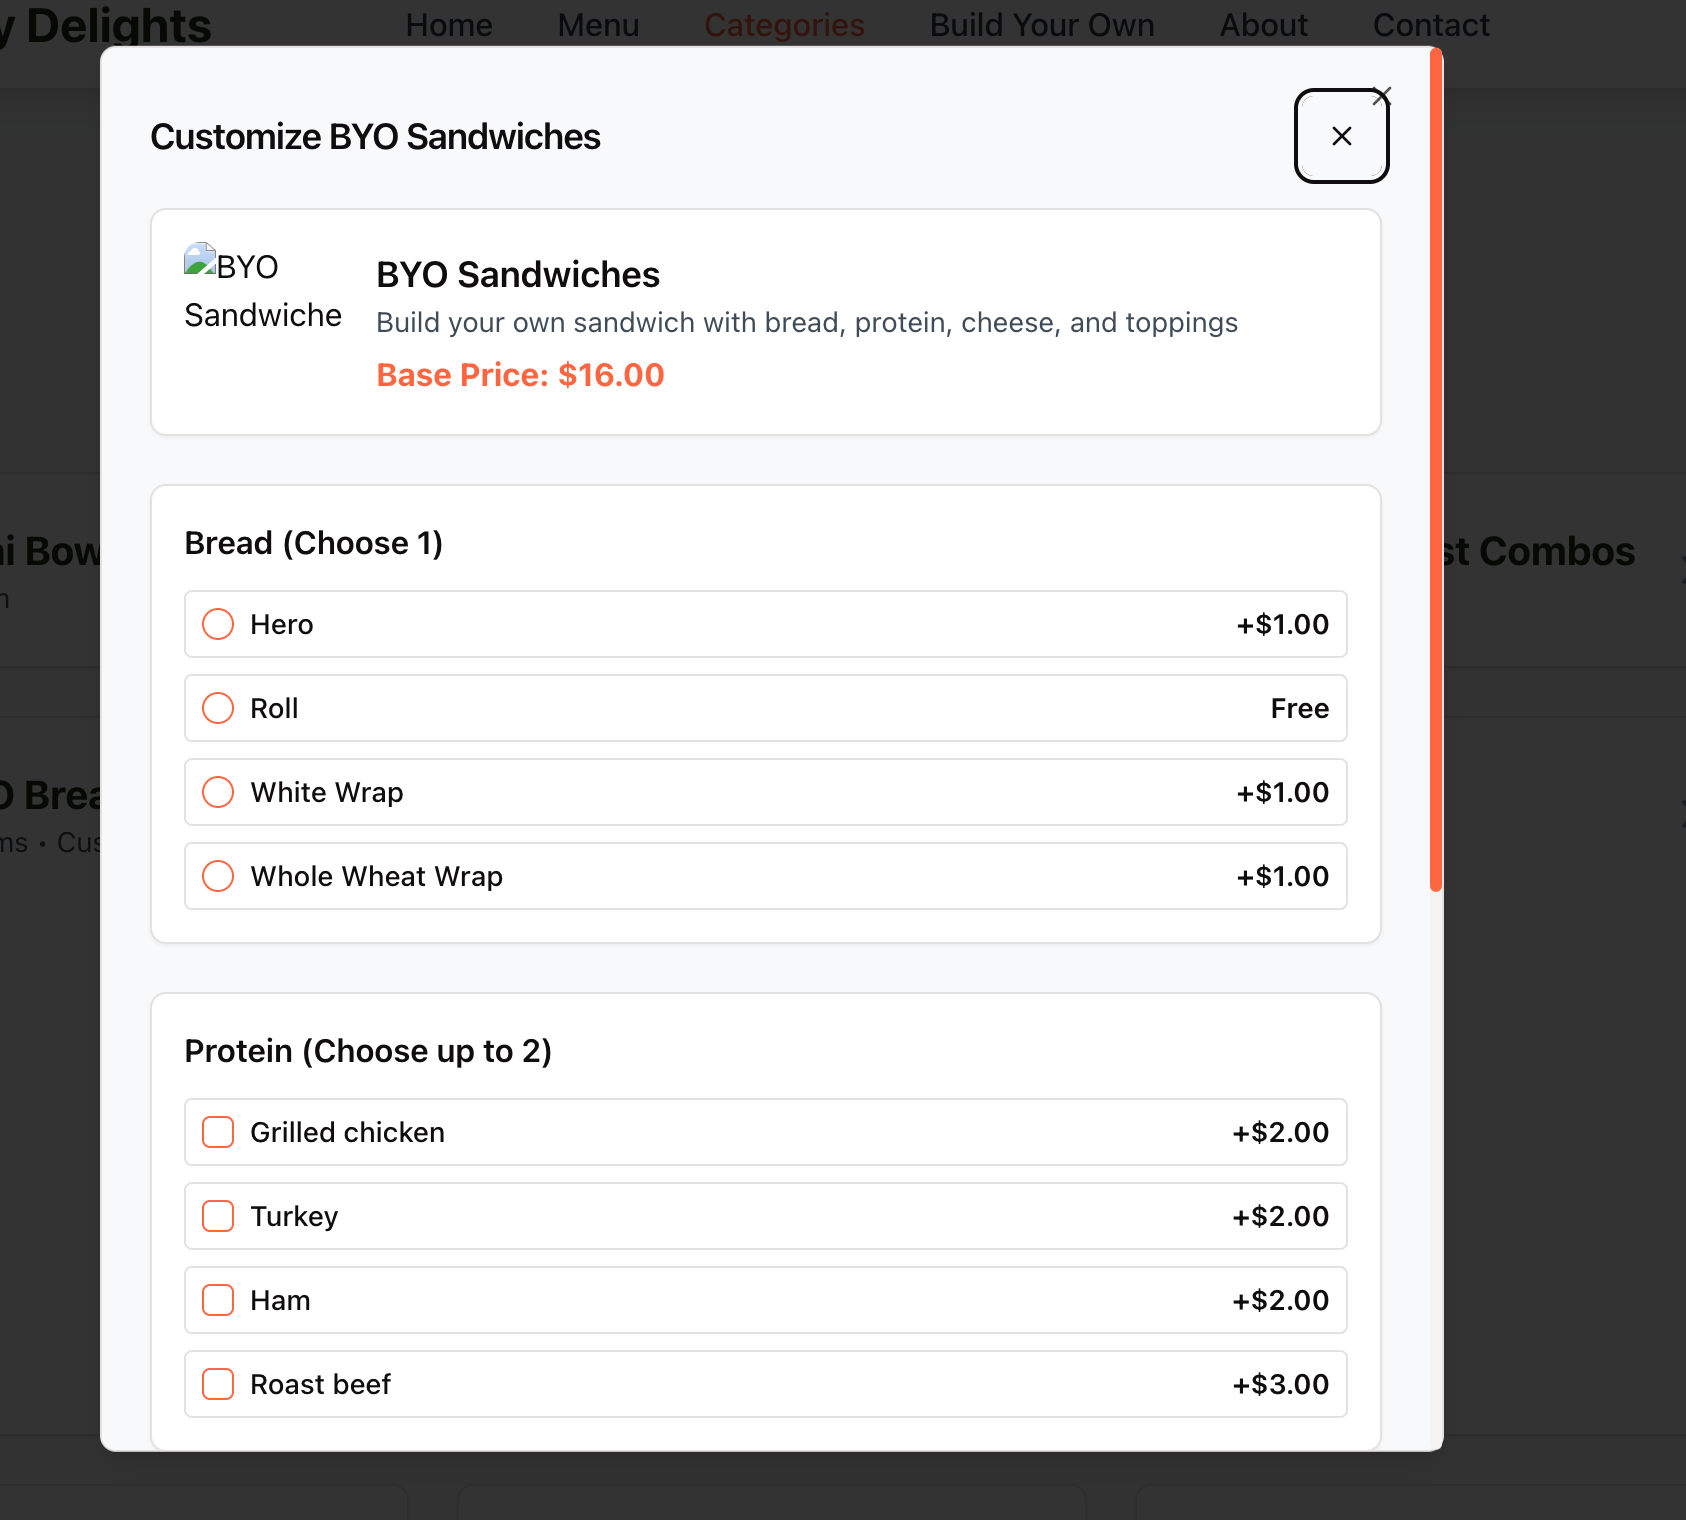 y Delights
Home Menu Categories Build Your Own About Contact
Customize BYO Sandwiches
BYO
Sandwiche
BYO Sandwiches
Build your own sandwich with bread, protein, cheese, and toppings
Base Price: $16.00
Bread (Choose 1)
Hero +$1.00
Roll Free
White Wrap +$1.00
Whole Wheat Wrap +$1.00
Protein (Choose up to 2)
Grilled chicken +$2.00
Turkey +$2.00
Ham +$2.00
Roast beef +$3.00
i Bow
st Combos
O Brea
ms • Cus